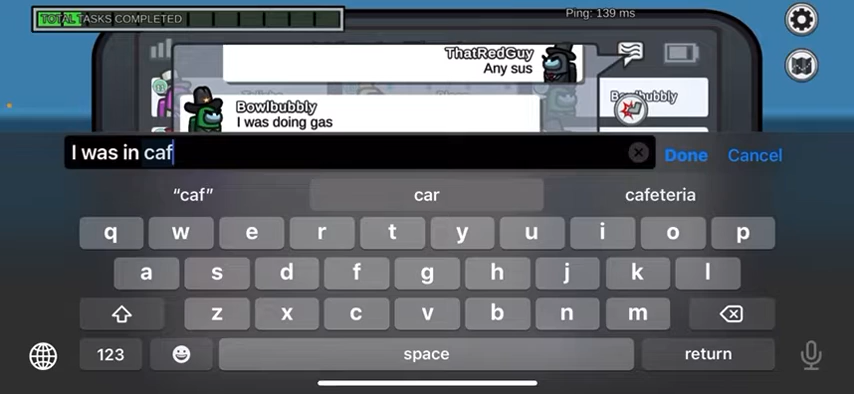 TOTAL TASKS COMPLETED
Ping: 139 ms
ThatRedGuy
Any sus
Bowlbubbly
Bowlbubbly
I was doing gas
I was in caf
Done
Cancel
“caf”
car
cafeteria
q w e r t y u i o p
a s d f g h j k l
z x c v b n m
123
space
return